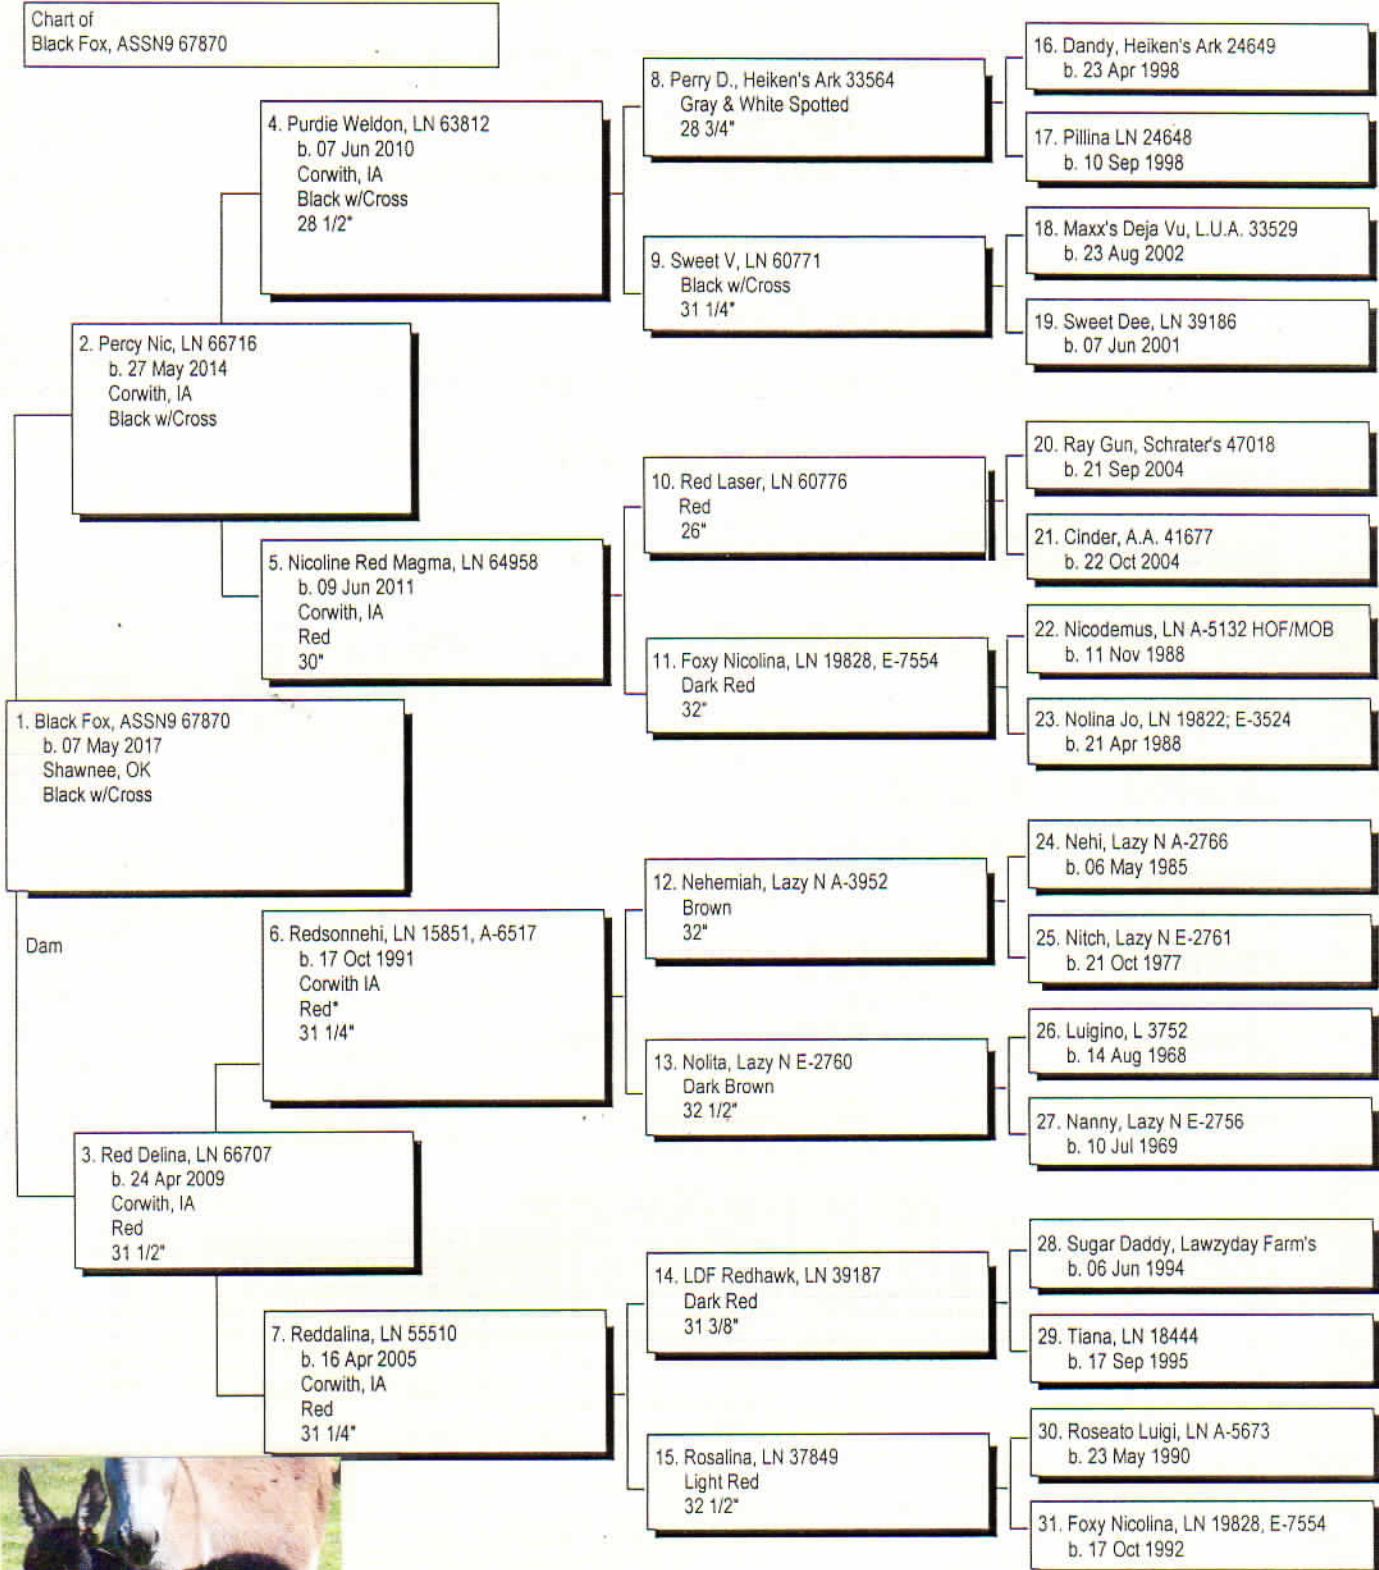 Chart of
Black Fox, ASSN9 67870
1. Black Fox, ASSN9 67870
b. 07 May 2017
Shawnee, OK
Black w/Cross
Dam
2. Percy Nic, LN 66716
b. 27 May 2014
Corwith, IA
Black w/Cross
3. Red Delina, LN 66707
b. 24 Apr 2009
Corwith, IA
Red
31 1/2"
4. Purdie Weldon, LN 63812
b. 07 Jun 2010
Corwith, IA
Black w/Cross
28 1/2"
5. Nicoline Red Magma, LN 64958
b. 09 Jun 2011
Corwith, IA
Red
30"
6. Redsonnehi, LN 15851, A-6517
b. 17 Oct 1991
Corwith IA
Red*
31 1/4"
7. Reddalina, LN 55510
b. 16 Apr 2005
Corwith, IA
Red
31 1/4"
8. Perry D., Heiken's Ark 33564
Gray & White Spotted
28 3/4"
9. Sweet V, LN 60771
Black w/Cross
31 1/4"
10. Red Laser, LN 60776
Red
26"
11. Foxy Nicolina, LN 19828, E-7554
Dark Red
32"
12. Nehemiah, Lazy N A-3952
Brown
32"
13. Nolita, Lazy N E-2760
Dark Brown
32 1/2"
14. LDF Redhawk, LN 39187
Dark Red
31 3/8"
15. Rosalina, LN 37849
Light Red
32 1/2"
16. Dandy, Heiken's Ark 24649
b. 23 Apr 1998
17. Pillina LN 24648
b. 10 Sep 1998
18. Maxx's Deja Vu, L.U.A. 33529
b. 23 Aug 2002
19. Sweet Dee, LN 39186
b. 07 Jun 2001
20. Ray Gun, Schrater's 47018
b. 21 Sep 2004
21. Cinder, A.A. 41677
b. 22 Oct 2004
22. Nicodemus, LN A-5132 HOF/MOB
b. 11 Nov 1988
23. Nolina Jo, LN 19822; E-3524
b. 21 Apr 1988
24. Nehi, Lazy N A-2766
b. 06 May 1985
25. Nitch, Lazy N E-2761
b. 21 Oct 1977
26. Luigino, L 3752
b. 14 Aug 1968
27. Nanny, Lazy N E-2756
b. 10 Jul 1969
28. Sugar Daddy, Lawzyday Farm's
b. 06 Jun 1994
29. Tiana, LN 18444
b. 17 Sep 1995
30. Roseato Luigi, LN A-5673
b. 23 May 1990
31. Foxy Nicolina, LN 19828, E-7554
b. 17 Oct 1992